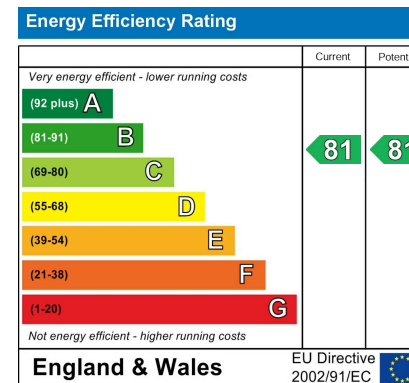 Energy Efficiency Rating
Current Potent
Very energy efficient - lower running costs
(92 plus) A
(81-91) B
81 81
(69-80) C
(55-68) D
(39-54) E
(21-38) F
(1-20) G
Not energy efficient - higher running costs
England & Wales
EU Directive
2002/91/EC